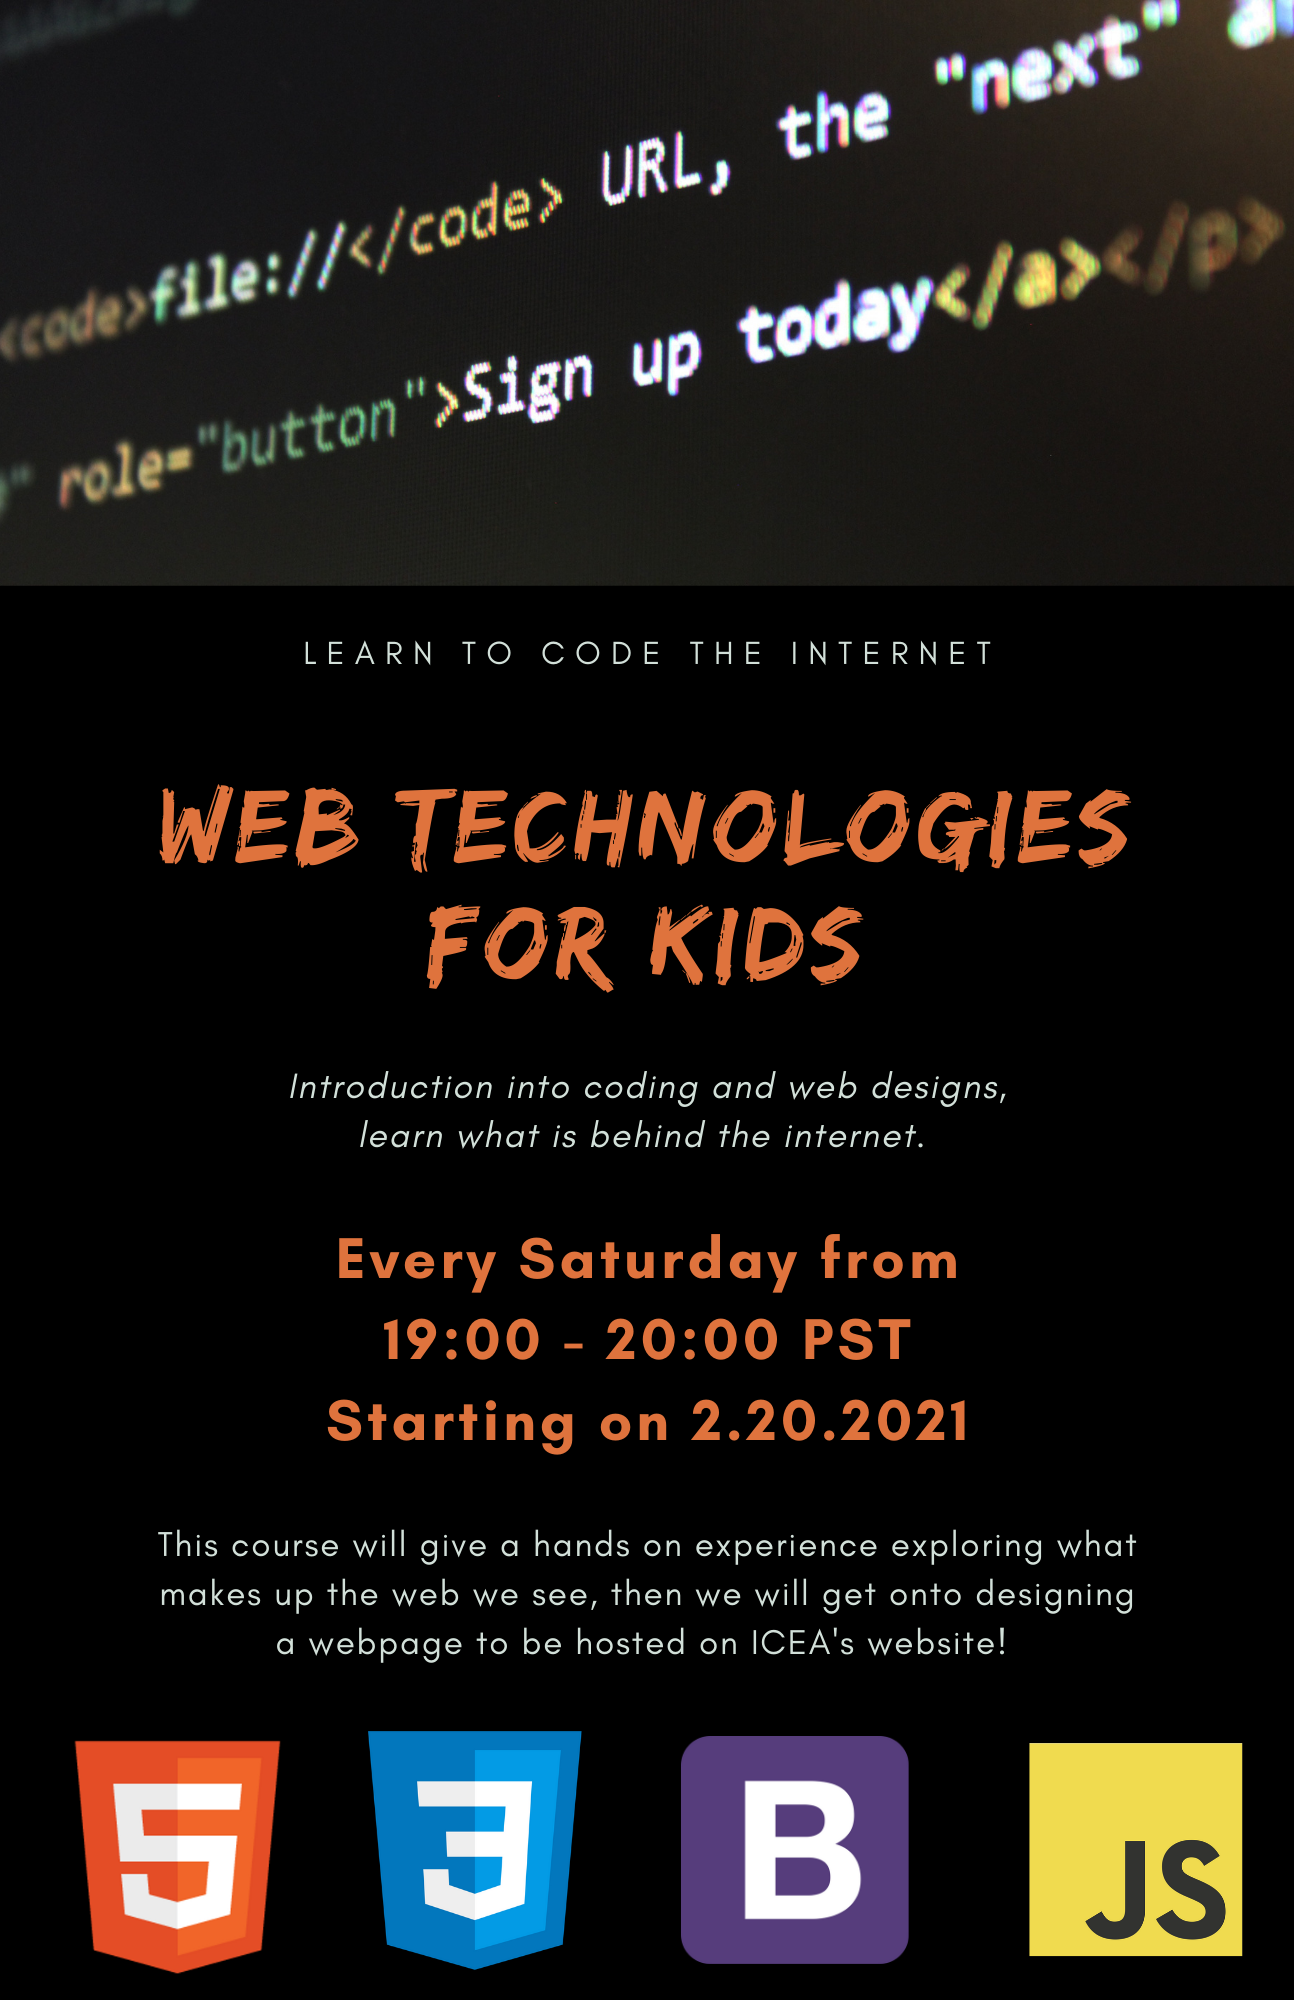 <code>file://</code> URL, the "next"
role="button">Sign up today</a></p>
LEARN TO CODE THE INTERNET
WEB TECHNOLOGIES
FOR KIDS
Introduction into coding and web designs,
learn what is behind the internet.
Every Saturday from
19:00 - 20:00 PST
Starting on 2.20.2021
This course will give a hands on experience exploring what
makes up the web we see, then we will get onto designing
a webpage to be hosted on ICEA's website!
5 3 B JS